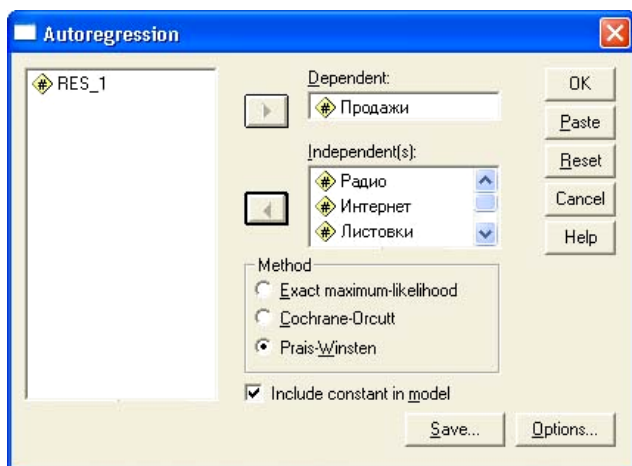 Autoregression
RES_1
Dependent:
Продажи
Independent(s):
Радио
Интернет
Листовки
Method
Exact maximum-likelihood
Cochrane-Orcutt
Prais-Winsten
Include constant in model
OK
Paste
Reset
Cancel
Help
Save...
Options...